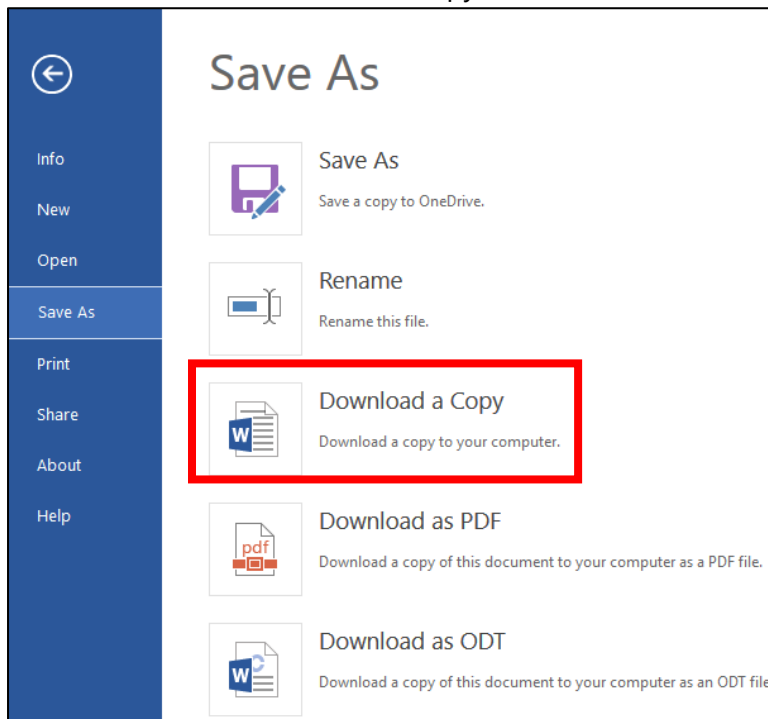 Save As
Info
New
Open
Save As
Print
Share
About
Help
Save As
Save a copy to OneDrive.
Rename
Rename this file.
W
Download a Copy
Download a copy to your computer.
pdf
Download as PDF
Download a copy of this document to your computer as a PDF file.
W
Download as ODT
Download a copy of this document to your computer as an ODT file